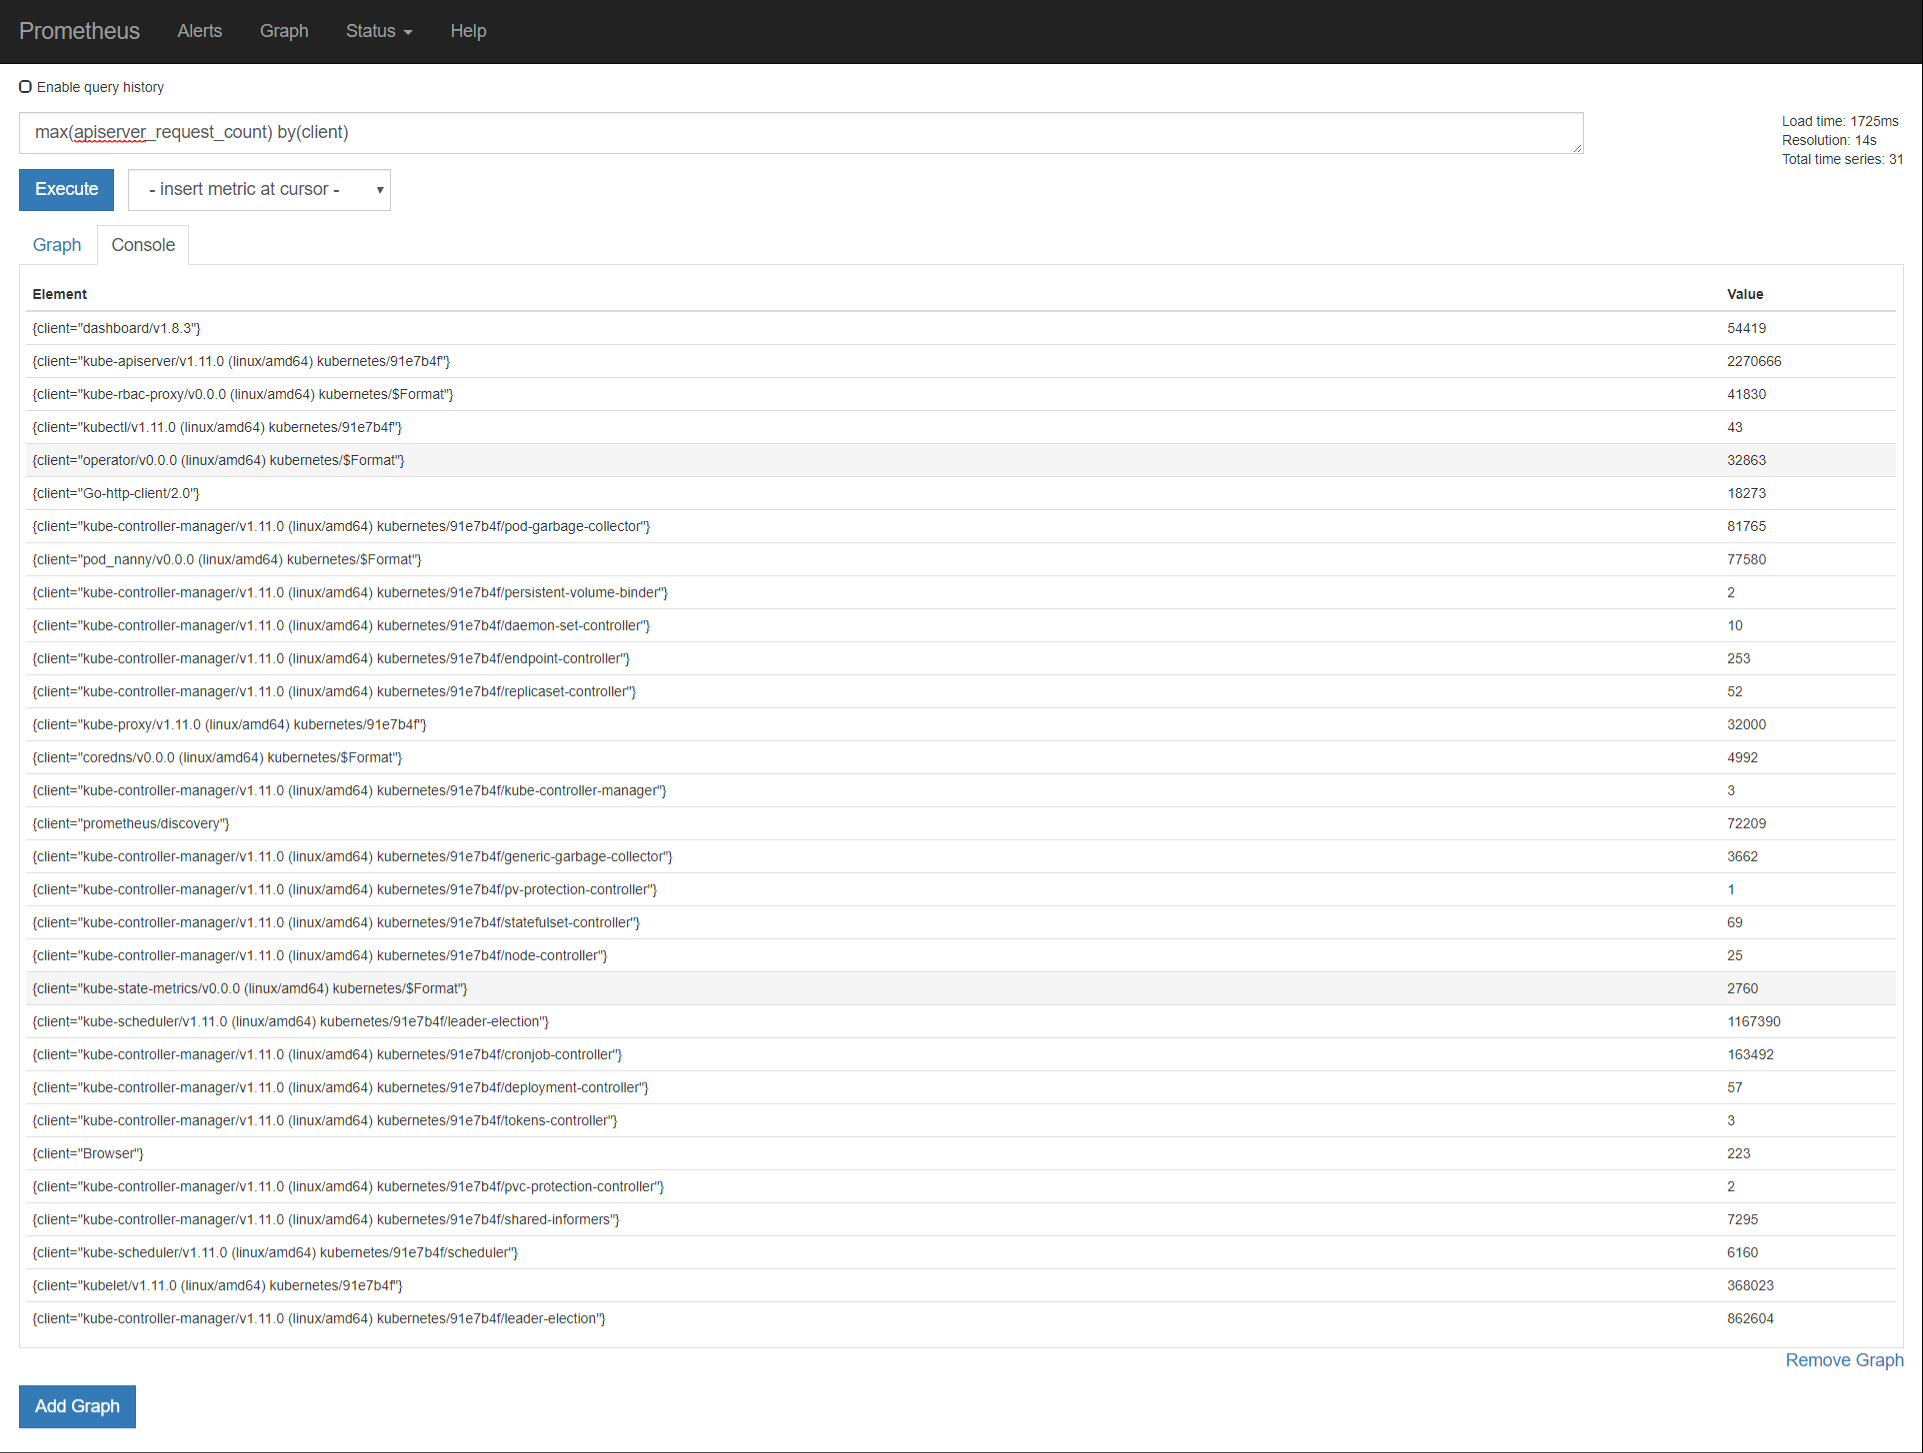 Prometheus Alerts Graph Status Help
Enable query history
max(apiserver_request_count) by(client)
Load time: 1725ms
Resolution: 14s
Total time series: 31
Execute - insert metric at cursor -
Graph Console
Element Value
{client="dashboard/v1.8.3"} 54419
{client="kube-apiserver/v1.11.0 (linux/amd64) kubernetes/91e7b4f"} 2270666
{client="kube-rbac-proxy/v0.0.0 (linux/amd64) kubernetes/$Format"} 41830
{client="kubectl/v1.11.0 (linux/amd64) kubernetes/91e7b4f"} 43
{client="operator/v0.0.0 (linux/amd64) kubernetes/$Format"} 32863
{client="Go-http-client/2.0"} 18273
{client="kube-controller-manager/v1.11.0 (linux/amd64) kubernetes/91e7b4f/pod-garbage-collector"} 81765
{client="pod_nanny/v0.0.0 (linux/amd64) kubernetes/$Format"} 77580
{client="kube-controller-manager/v1.11.0 (linux/amd64) kubernetes/91e7b4f/persistent-volume-binder"} 2
{client="kube-controller-manager/v1.11.0 (linux/amd64) kubernetes/91e7b4f/daemon-set-controller"} 10
{client="kube-controller-manager/v1.11.0 (linux/amd64) kubernetes/91e7b4f/endpoint-controller"} 253
{client="kube-controller-manager/v1.11.0 (linux/amd64) kubernetes/91e7b4f/replicaset-controller"} 52
{client="kube-proxy/v1.11.0 (linux/amd64) kubernetes/91e7b4f"} 32000
{client="coredns/v0.0.0 (linux/amd64) kubernetes/$Format"} 4992
{client="kube-controller-manager/v1.11.0 (linux/amd64) kubernetes/91e7b4f/kube-controller-manager"} 3
{client="prometheus/discovery"} 72209
{client="kube-controller-manager/v1.11.0 (linux/amd64) kubernetes/91e7b4f/generic-garbage-collector"} 3662
{client="kube-controller-manager/v1.11.0 (linux/amd64) kubernetes/91e7b4f/pv-protection-controller"} 1
{client="kube-controller-manager/v1.11.0 (linux/amd64) kubernetes/91e7b4f/statefulset-controller"} 69
{client="kube-controller-manager/v1.11.0 (linux/amd64) kubernetes/91e7b4f/node-controller"} 25
{client="kube-state-metrics/v0.0.0 (linux/amd64) kubernetes/$Format"} 2760
{client="kube-scheduler/v1.11.0 (linux/amd64) kubernetes/91e7b4f/leader-election"} 1167390
{client="kube-controller-manager/v1.11.0 (linux/amd64) kubernetes/91e7b4f/cronjob-controller"} 163492
{client="kube-controller-manager/v1.11.0 (linux/amd64) kubernetes/91e7b4f/deployment-controller"} 57
{client="kube-controller-manager/v1.11.0 (linux/amd64) kubernetes/91e7b4f/tokens-controller"} 3
{client="Browser"} 223
{client="kube-controller-manager/v1.11.0 (linux/amd64) kubernetes/91e7b4f/pvc-protection-controller"} 2
{client="kube-controller-manager/v1.11.0 (linux/amd64) kubernetes/91e7b4f/shared-informers"} 7295
{client="kube-scheduler/v1.11.0 (linux/amd64) kubernetes/91e7b4f/scheduler"} 6160
{client="kubelet/v1.11.0 (linux/amd64) kubernetes/91e7b4f"} 368023
{client="kube-controller-manager/v1.11.0 (linux/amd64) kubernetes/91e7b4f/leader-election"} 862604
Remove Graph
Add Graph